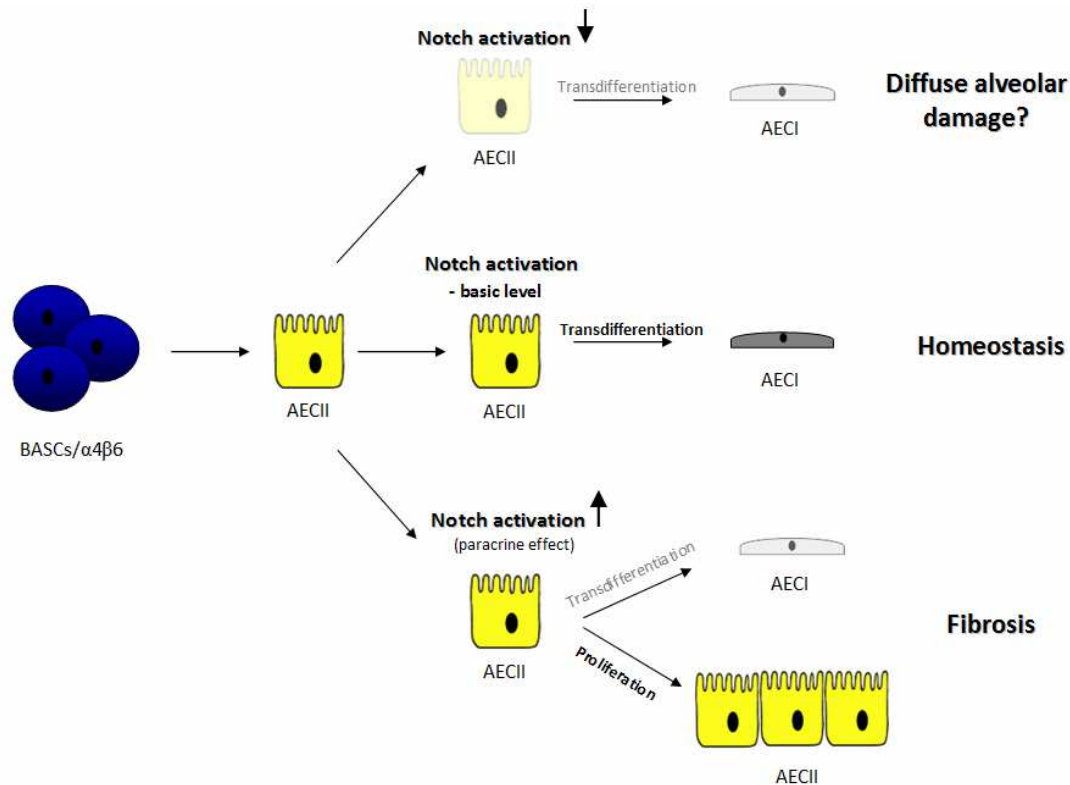 Notch activation
Transdifferentiation
AECII
AECI
Diffuse alveolar
damage?
Notch activation
- basic level
Transdifferentiation
AECII
AECII
AECI
Homeostasis
BASCs/α4β6
Notch activation
(paracrine effect)
Transdifferentiation
AECI
AECII
Proliferation
AECII
Fibrosis